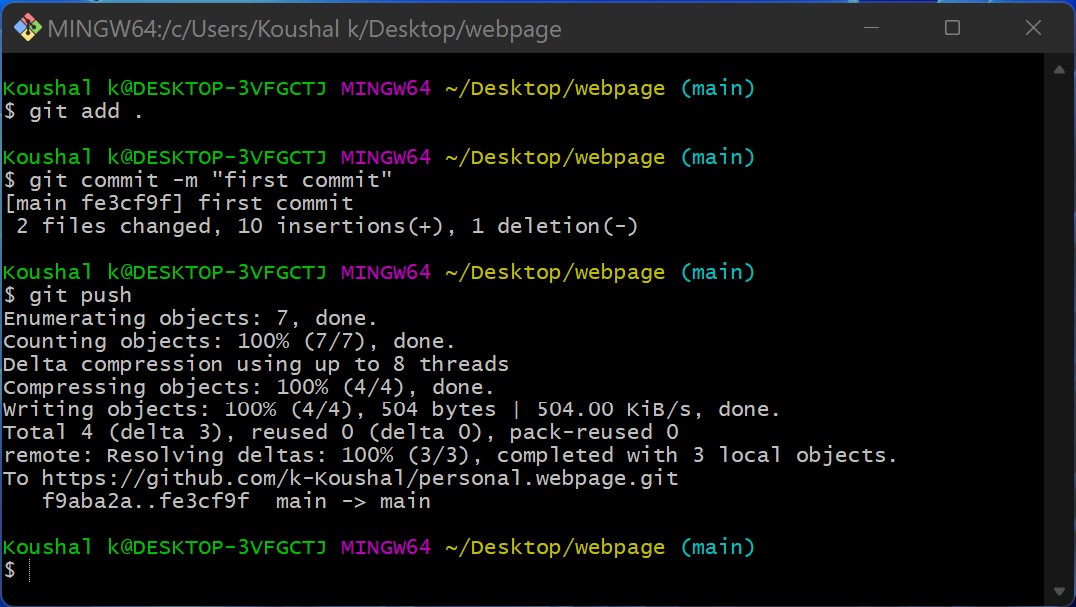 MINGW64:/c/Users/Koushal k/Desktop/webpage
Koushal k@DESKTOP-3VFGCTJ MINGW64 ~/Desktop/webpage (main)
$ git add .
Koushal k@DESKTOP-3VFGCTJ MINGW64 ~/Desktop/webpage (main)
$ git commit -m "first commit"
[main fe3cf9f] first commit
 2 files changed, 10 insertions(+), 1 deletion(-)
Koushal k@DESKTOP-3VFGCTJ MINGW64 ~/Desktop/webpage (main)
$ git push
Enumerating objects: 7, done.
Counting objects: 100% (7/7), done.
Delta compression using up to 8 threads
Compressing objects: 100% (4/4), done.
Writing objects: 100% (4/4), 504 bytes | 504.00 KiB/s, done.
Total 4 (delta 3), reused 0 (delta 0), pack-reused 0
remote: Resolving deltas: 100% (3/3), completed with 3 local objects.
To https://github.com/k-Koushal/personal.webpage.git
   f9aba2a..fe3cf9f  main -> main
Koushal k@DESKTOP-3VFGCTJ MINGW64 ~/Desktop/webpage (main)
$